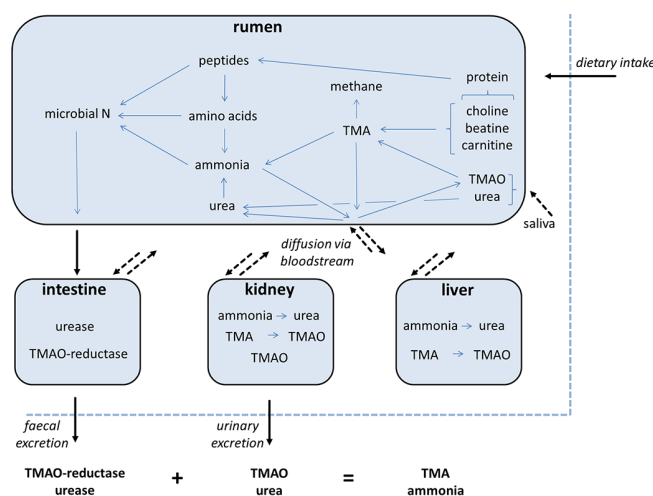 rumen
peptides
methane
protein
dietary intake
microbial N
amino acids
choline
beatine
carnitine
TMA
ammonia
TMAO
urea
urea
saliva
diffusion via
bloodstream
intestine
urease
TMAO-reductase
kidney
ammonia → urea
TMA → TMAO
TMAO
liver
ammonia → urea
TMA → TMAO
faecal
excretion
urinary
excretion
TMAO-reductase + TMAO = TMA
urease urea ammonia